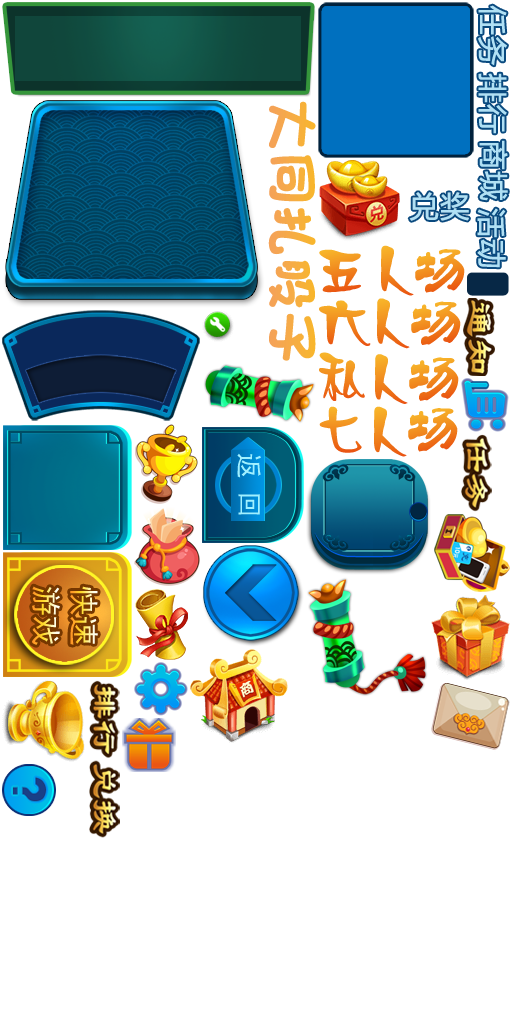 任务
排行
商城
活动
大同扎股子
兑
兑奖
五人场
六人场
私人场
七人场
通知
任务
返回
快速
游戏
商
排行
兑换
?